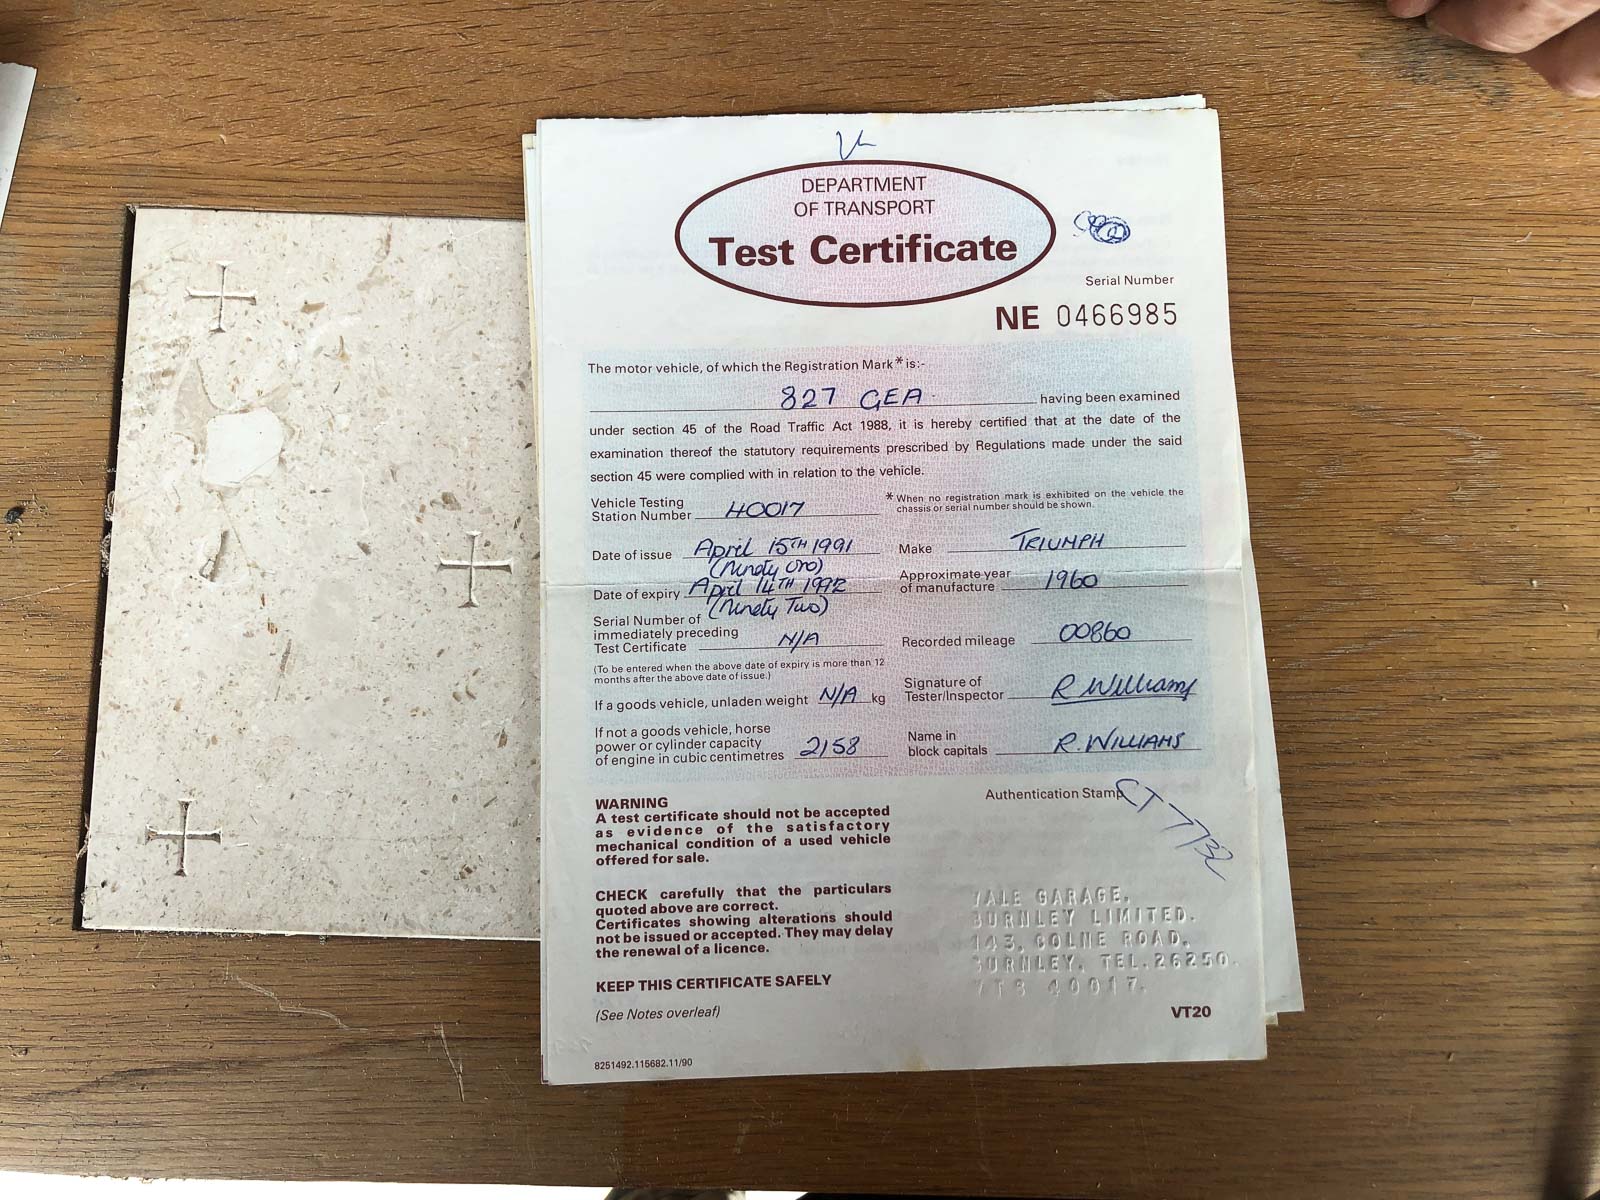 DEPARTMENT
OF TRANSPORT
Test Certificate
Serial Number
NE 0466985
The motor vehicle, of which the Registration Mark* is:-
827 GEA having been examined
under section 45 of the Road Traffic Act 1988, it is hereby certified that at the date of the
examination thereof the statutory requirements prescribed by Regulations made under the said
section 45 were complied with in relation to the vehicle.
Vehicle Testing
Station Number 40017
* When no registration mark is exhibited on the vehicle the
chassis or serial number should be shown.
Date of issue April 15TH 1991
(Ninety One)
Make TRIUMPH
Date of expiry April 14TH 1992
(Ninety Two)
Approximate year
of manufacture 1960
Serial Number of
immediately preceding
Test Certificate N/A
Recorded mileage 00860
(To be entered when the above date of expiry is more than 12
months after the above date of issue.)
If a goods vehicle, unladen weight N/A kg
Signature of
Tester/Inspector R Williams
If not a goods vehicle, horse
power or cylinder capacity
of engine in cubic centimetres 2158
Name in
block capitals R. WILLIAMS
WARNING
A test certificate should not be accepted
as evidence of the satisfactory
mechanical condition of a used vehicle
offered for sale.
Authentication Stamp
CT 7732
CHECK carefully that the particulars
quoted above are correct.
Certificates showing alterations should
not be issued or accepted. They may delay
the renewal of a licence.
KEEP THIS CERTIFICATE SAFELY
(See Notes overleaf)
YALE GARAGE.
BURNLEY LIMITED.
143, COLNE ROAD,
BURNLEY. TEL.26250.
VTS 40017.
VT20
8251492.115682.11/90